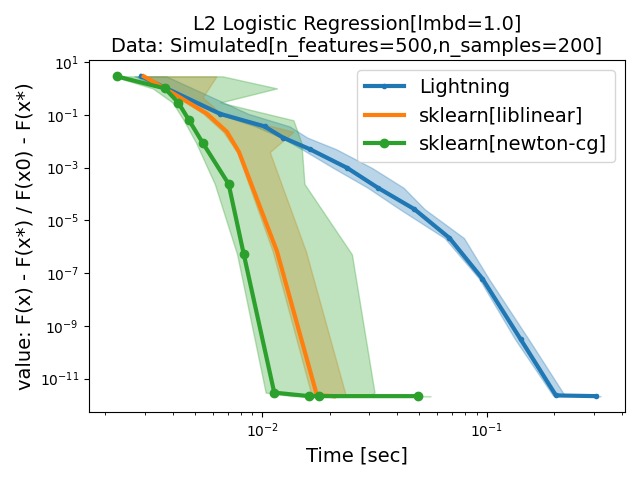 L2 Logistic Regression[lmbd=1.0]
Data: Simulated[n_features=500,n_samples=200]
value: F(x) - F(x*) / F(x0) - F(x*)
10¹
10⁻¹
10⁻³
10⁻⁵
10⁻⁷
10⁻⁹
10⁻¹¹
Lightning
sklearn[liblinear]
sklearn[newton-cg]
10⁻²
10⁻¹
Time [sec]